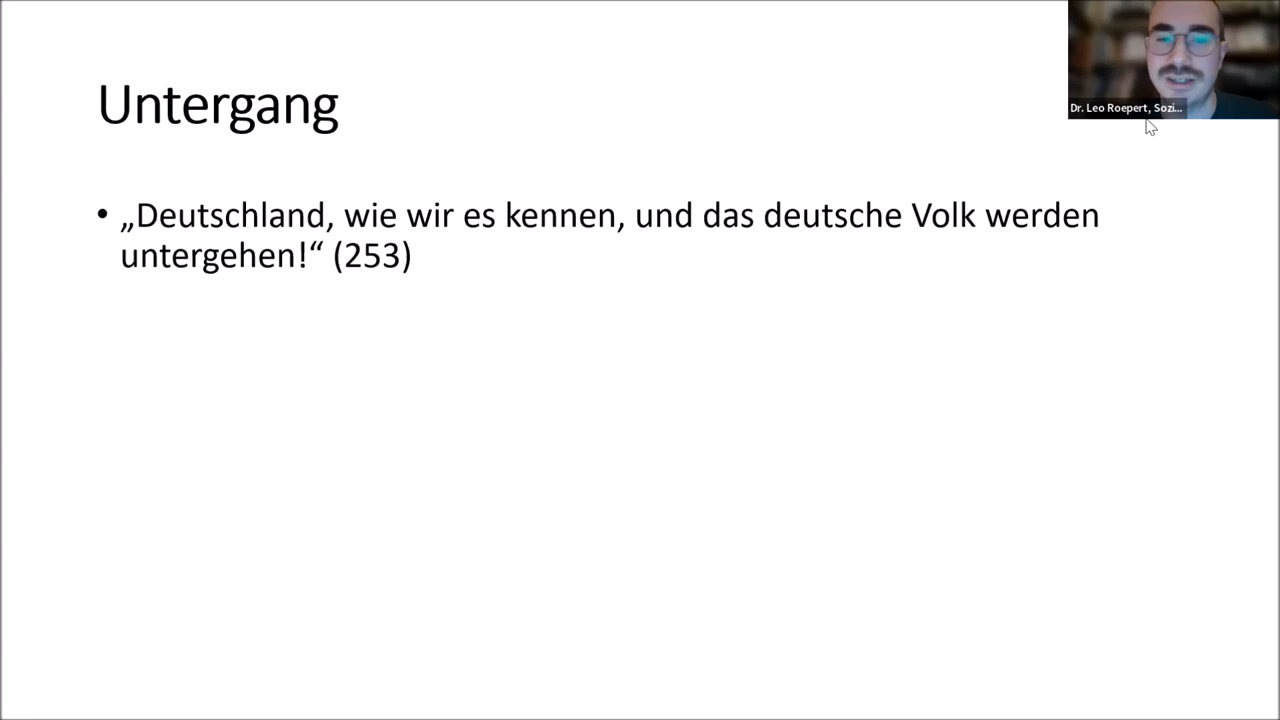 Untergang
Dr. Leo Roepert, Sozi...
• „Deutschland, wie wir es kennen, und das deutsche Volk werden
untergehen!“ (253)